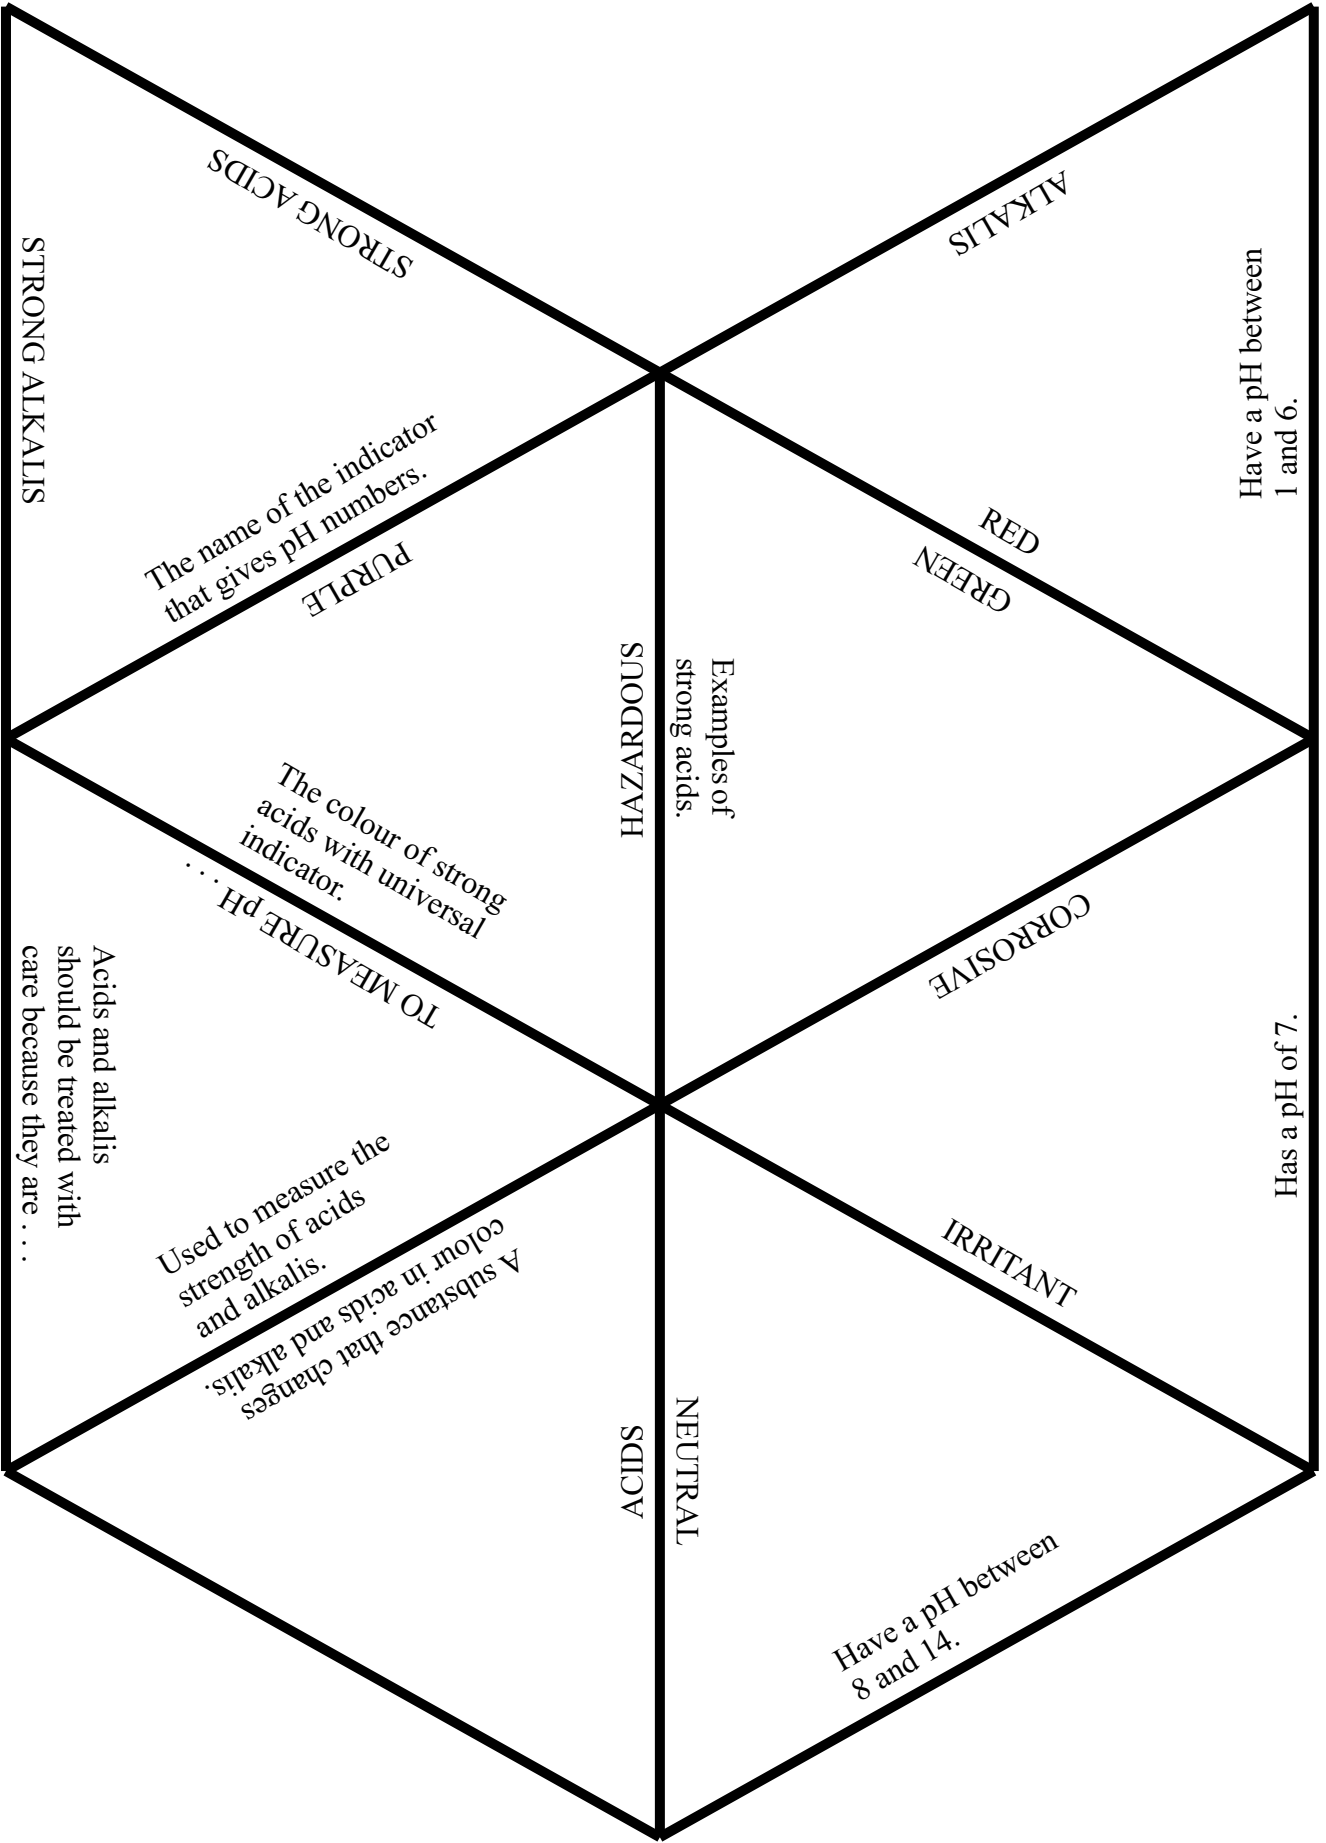 STRONG ACIDS
STRONG ALKALIS
The name of the indicator
that gives pH numbers.
ALKALIS
Have a pH between
1 and 6.
RED
GREEN
PURPLE
HAZARDOUS
Examples of
strong acids.
The colour of strong
acids with universal
indicator.
TO MEASURE pH . . .
CORROSIVE
Acids and alkalis
should be treated with
care because they are . . .
Used to measure the
strength of acids
and alkalis.
A substance that changes
colour in acids and alkalis.
Has a pH of 7.
IRRITANT
NEUTRAL
ACIDS
Have a pH between
8 and 14.